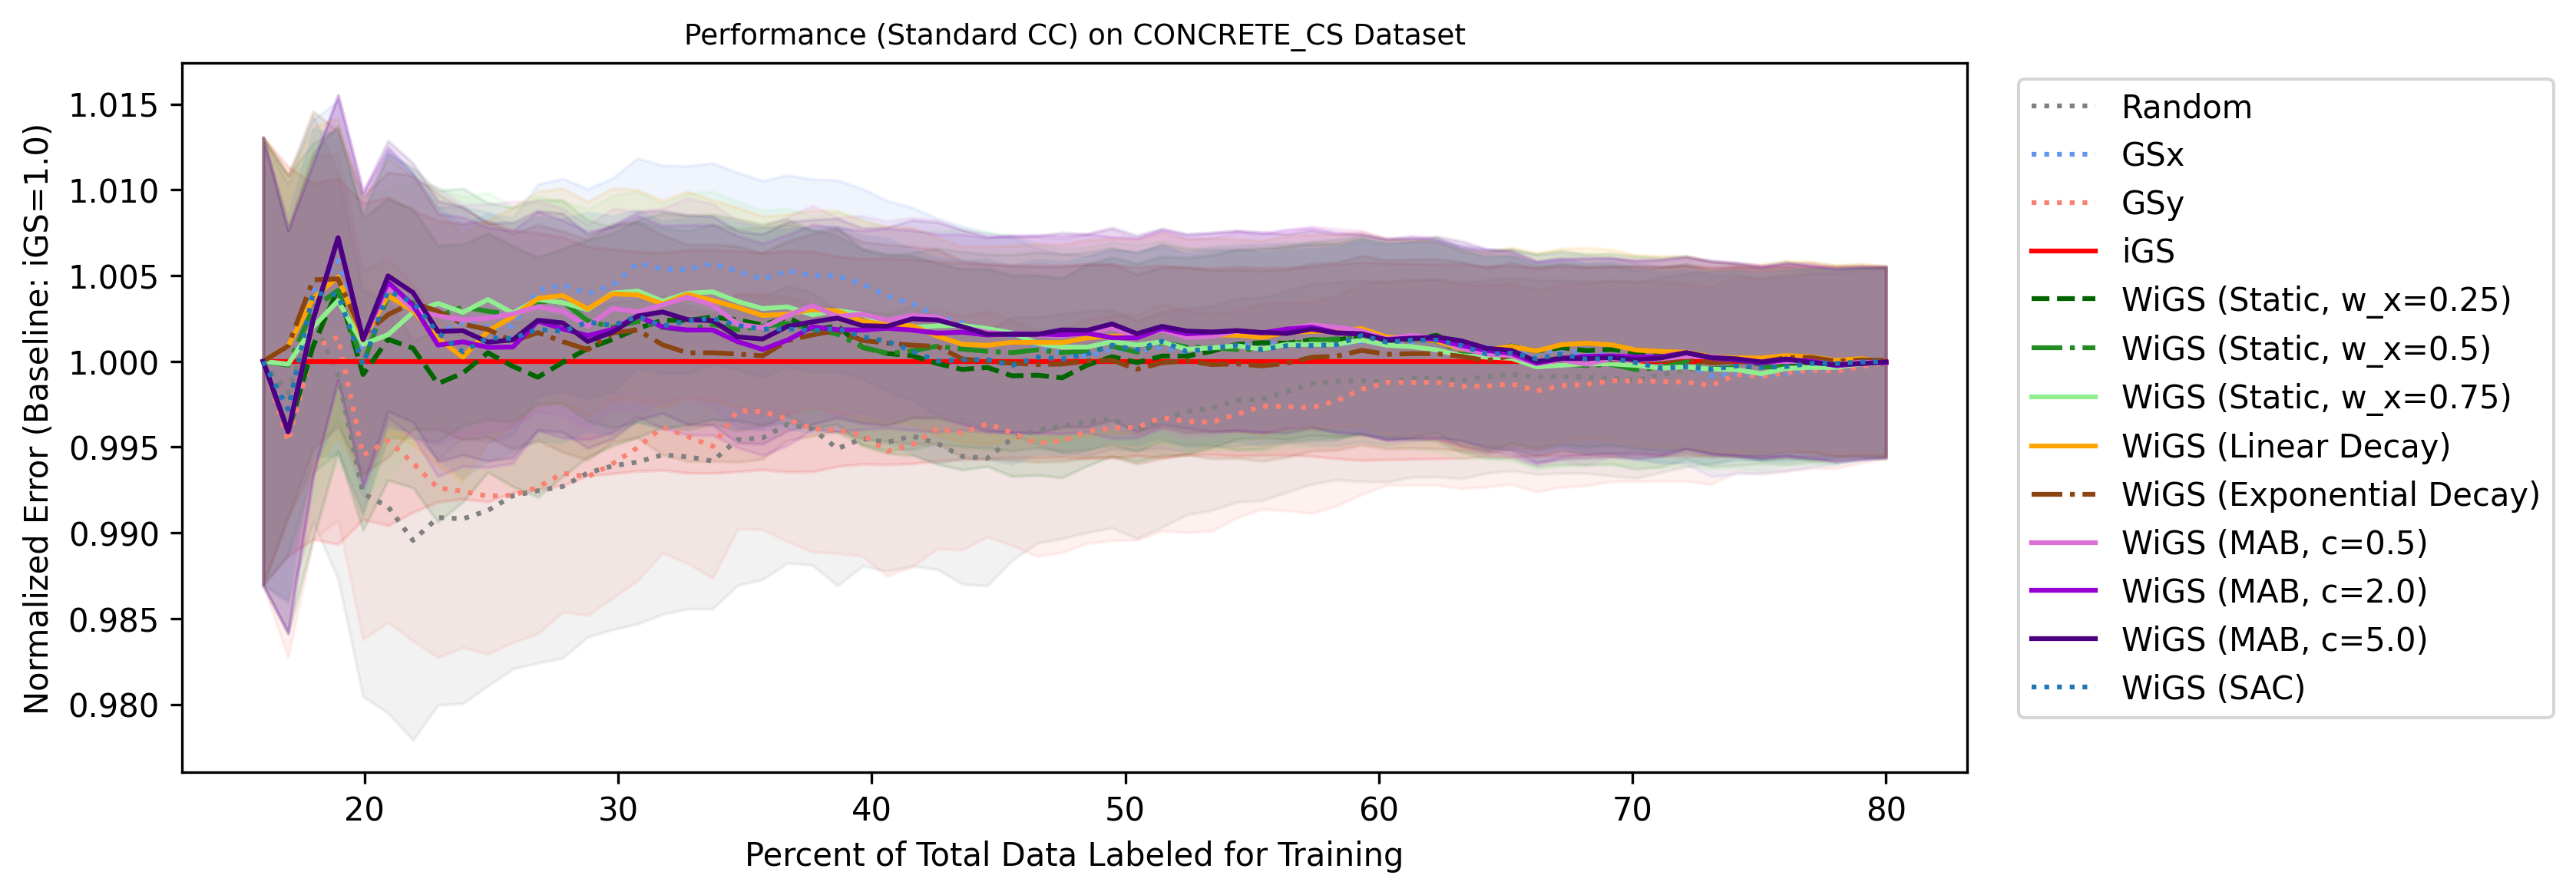 Performance (Standard CC) on CONCRETE_CS Dataset
Normalized Error (Baseline: iGS=1.0)
1.015
1.010
1.005
1.000
0.995
0.990
0.985
0.980
20 30 40 50 60 70 80
Percent of Total Data Labeled for Training
Random
GSx
GSy
iGS
WiGS (Static, w_x=0.25)
WiGS (Static, w_x=0.5)
WiGS (Static, w_x=0.75)
WiGS (Linear Decay)
WiGS (Exponential Decay)
WiGS (MAB, c=0.5)
WiGS (MAB, c=2.0)
WiGS (MAB, c=5.0)
WiGS (SAC)